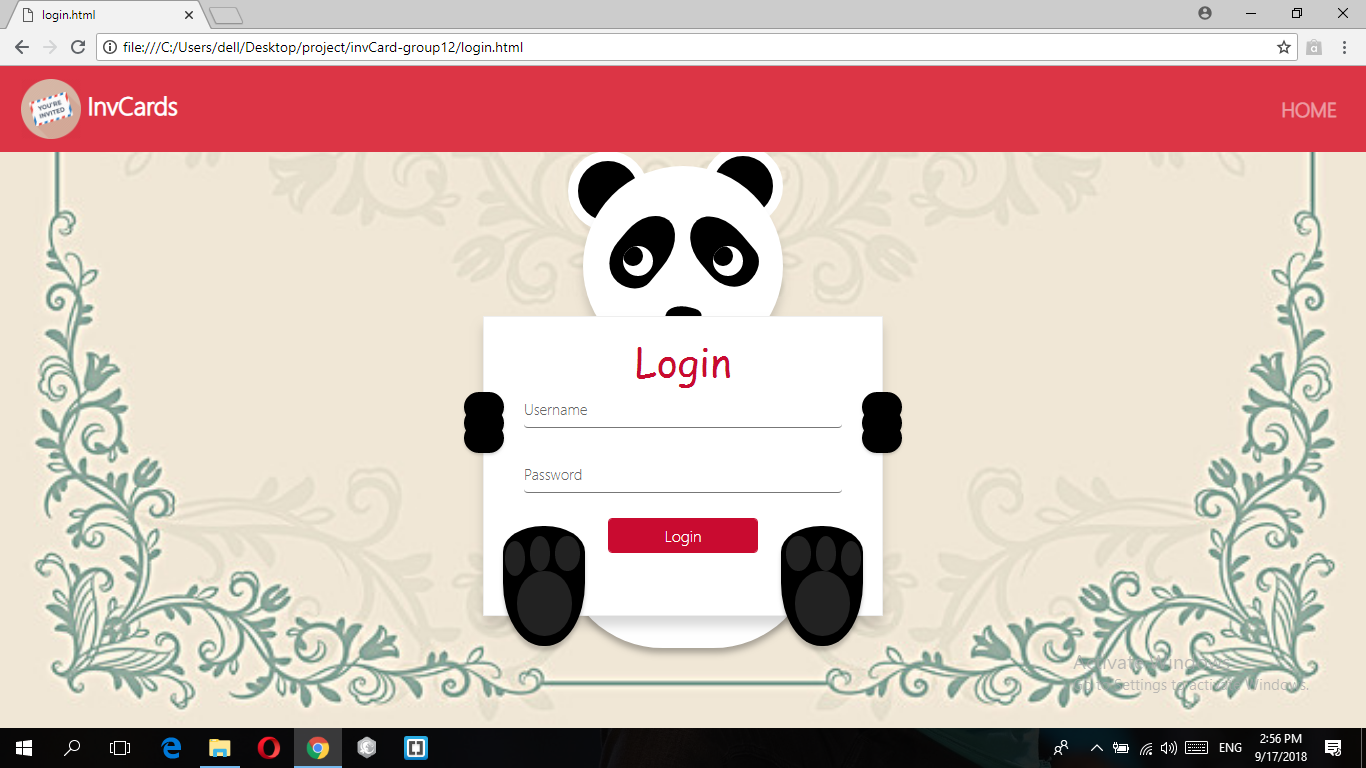 login.html
file:///C:/Users/dell/Desktop/project/invCard-group12/login.html
YOU'RE
INVITED
InvCards
HOME
Login
Username
Password
Login
Activate Windows
Go to Settings to activate Windows.
ENG
2:56 PM
9/17/2018